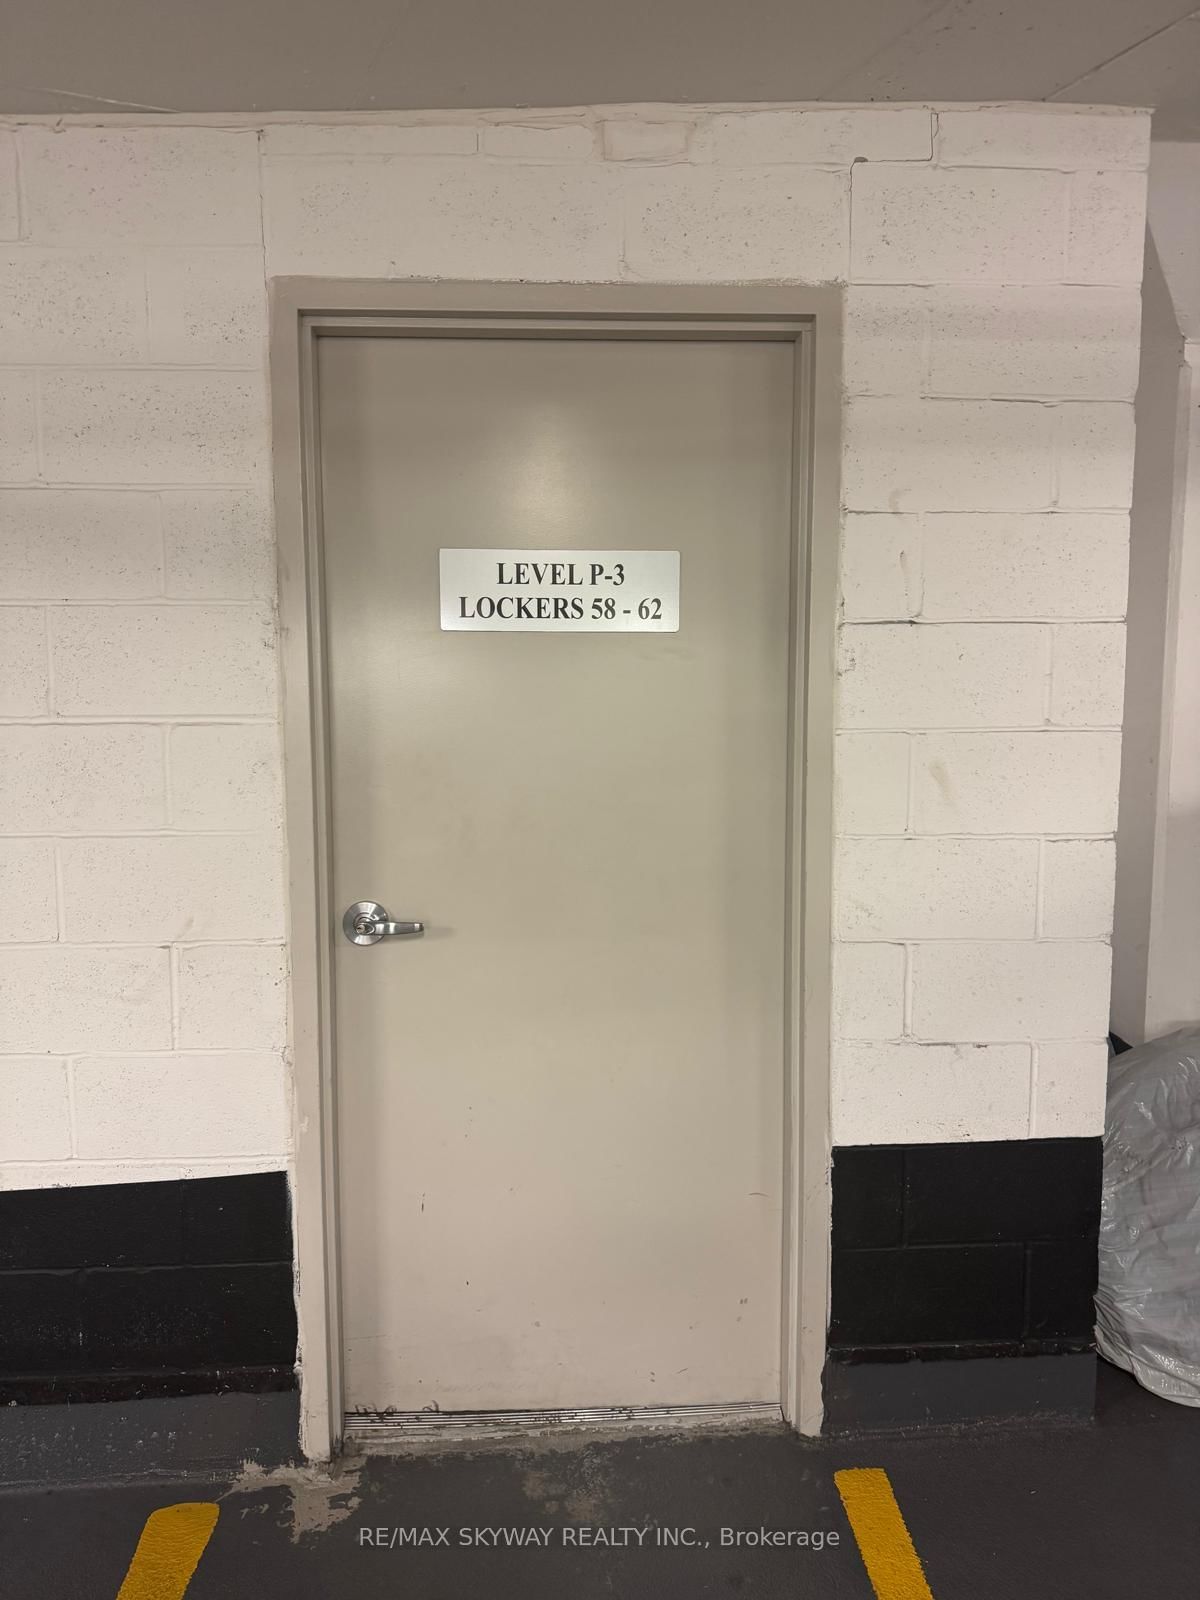 LEVEL P-3
LOCKERS 58 - 62
RE/MAX SKYWAY REALTY INC., Brokerage